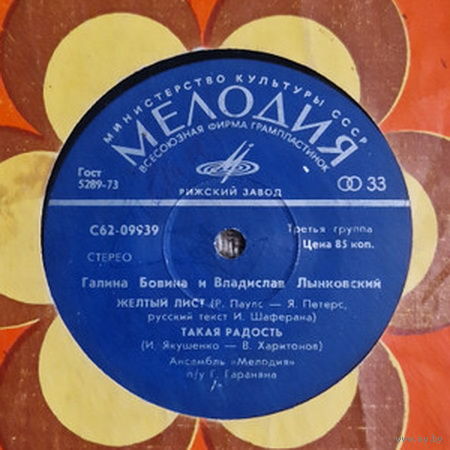 МИНИСТЕРСТВО КУЛЬТУРЫ СССР
МЕЛОДИЯ
ВСЕСОЮЗНАЯ ФИРМА ГРАМПЛАСТИНОК
Гост
5289-73
РИЖСКИЙ ЗАВОД
33
С62-09939
Третья группа
Цена 85 коп.
СТЕРЕО
Галина Бовина и Владислав Лынковский
ЖЕЛТЫЙ ЛИСТ (Р. Паулс — Я. Петерс,
русский текст И. Шаферана)
ТАКАЯ РАДОСТЬ
(И. Якушенко — В. Харитонов)
Ансамбль «Мелодия»
п/у Г. Гараняна